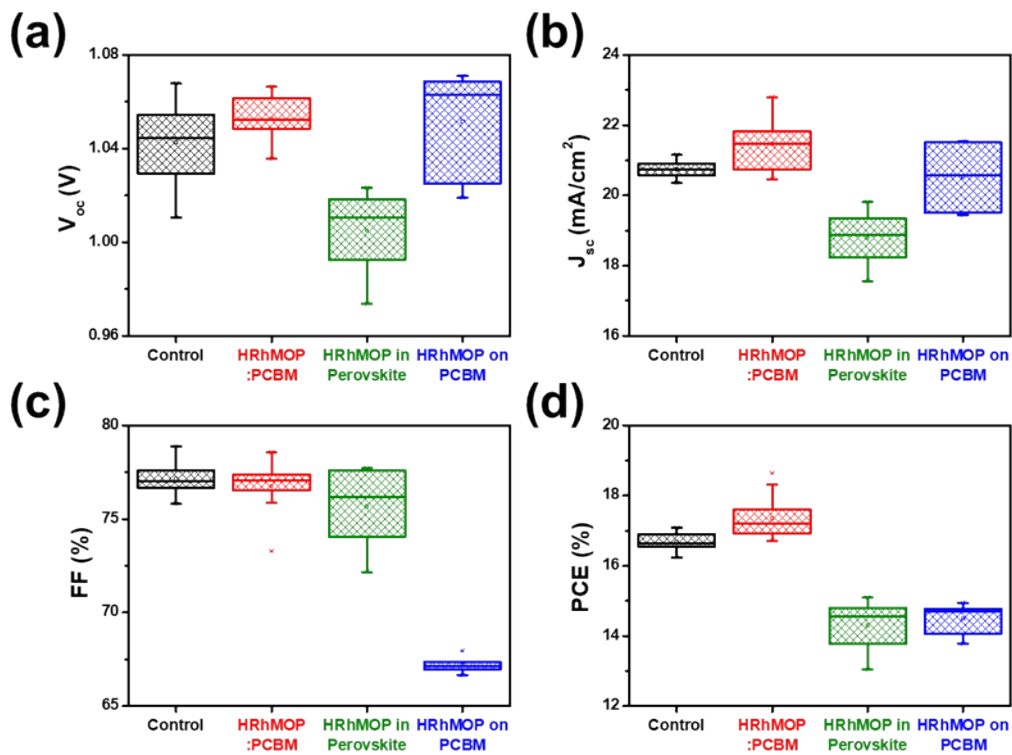 (a)
V_oc (V)
1.08
1.04
1.00
0.96
Control
HRhMOP
:PCBM
HRhMOP in
Perovskite
HRhMOP on
PCBM
(b)
J_sc (mA/cm²)
24
22
20
18
16
Control
HRhMOP
:PCBM
HRhMOP in
Perovskite
HRhMOP on
PCBM
(c)
FF (%)
80
75
70
65
Control
HRhMOP
:PCBM
HRhMOP in
Perovskite
HRhMOP on
PCBM
(d)
PCE (%)
20
18
16
14
12
Control
HRhMOP
:PCBM
HRhMOP in
Perovskite
HRhMOP on
PCBM